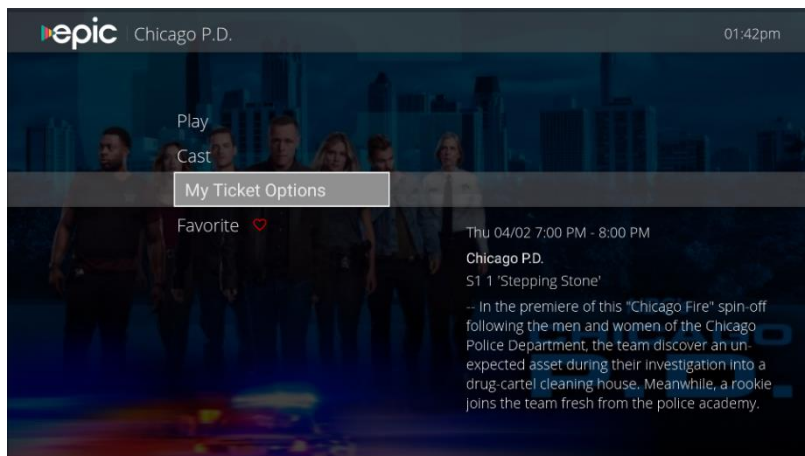 epic Chicago P.D. 01:42pm
Play
Cast
My Ticket Options
Favorite
Thu 04/02 7:00 PM - 8:00 PM
Chicago P.D.
S1 1 'Stepping Stone'
-- In the premiere of this "Chicago Fire" spin-off
following the men and women of the Chicago
Police Department, the team discover an un-
expected asset during their investigation into a
drug-cartel cleaning house. Meanwhile, a rookie
joins the team fresh from the police academy.
CHICAGO
P.D.